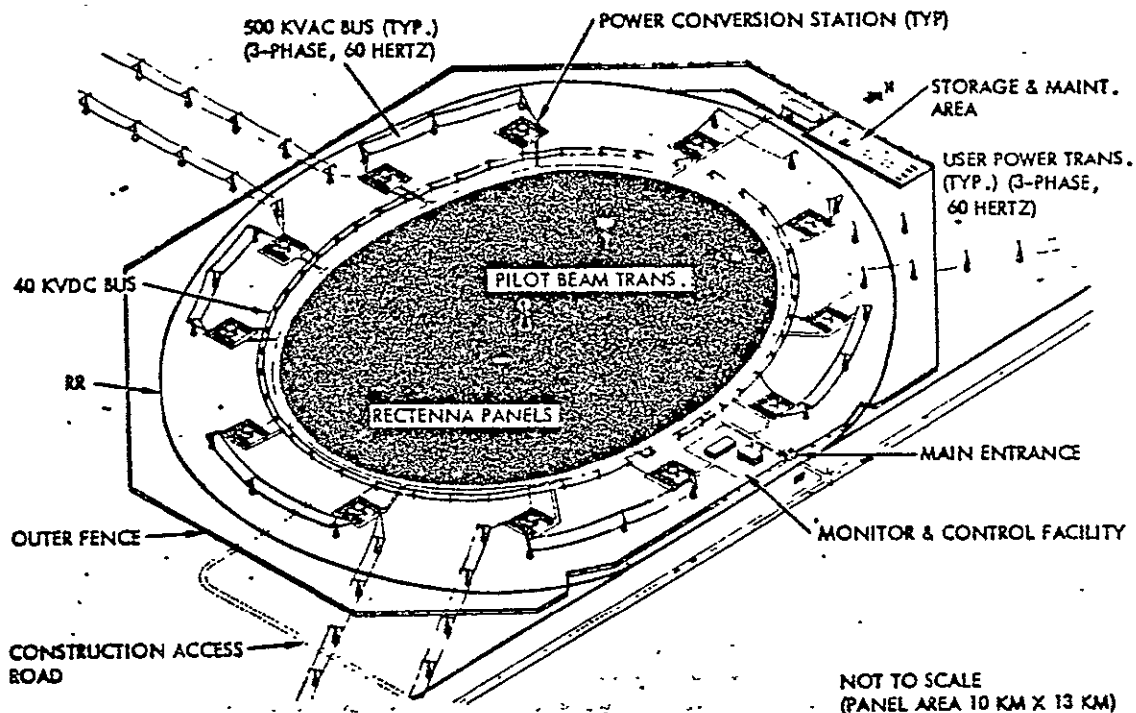 500 KVAC BUS (TYP.)
(3-PHASE, 60 HERTZ)
POWER CONVERSION STATION (TYP)
N
STORAGE & MAINT.
AREA
USER POWER TRANS.
(TYP.) (3-PHASE,
60 HERTZ)
PILOT BEAM TRANS.
40 KVDC BUS
RR
RECTENNA PANELS
MAIN ENTRANCE
OUTER FENCE
MONITOR & CONTROL FACILITY
CONSTRUCTION ACCESS
ROAD
NOT TO SCALE
(PANEL AREA 10 KM X 13 KM)